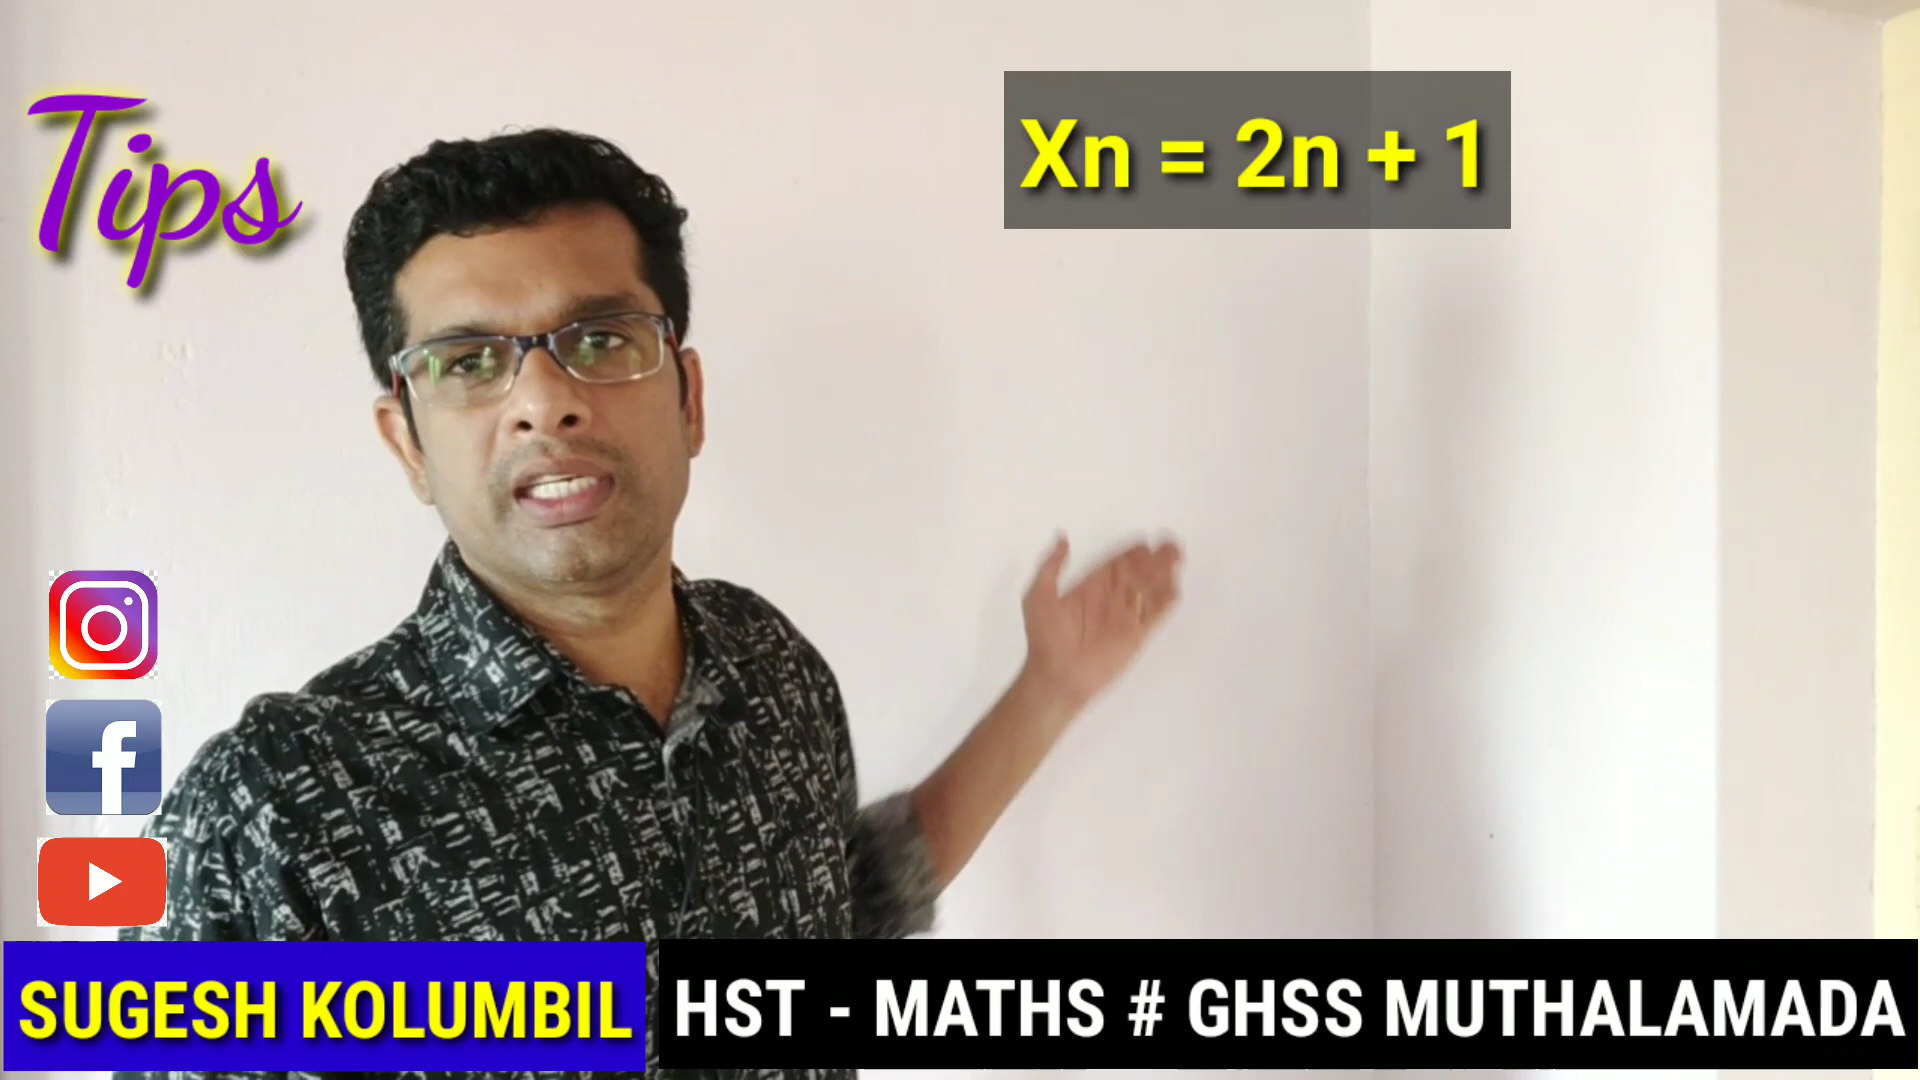 Tips
Xn = 2n + 1
SUGESH KOLUMBIL
HST - MATHS # GHSS MUTHALAMADA